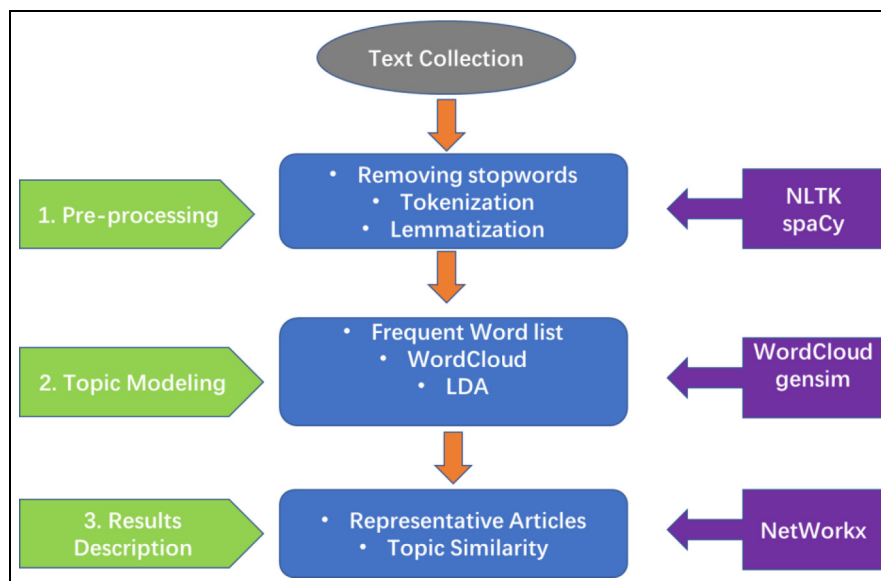 Text Collection
1. Pre-processing
• Removing stopwords
• Tokenization
• Lemmatization
NLTK
spaCy
2. Topic Modeling
• Frequent Word list
• WordCloud
• LDA
WordCloud
gensim
3. Results
Description
• Representative Articles
• Topic Similarity
NetWorkx